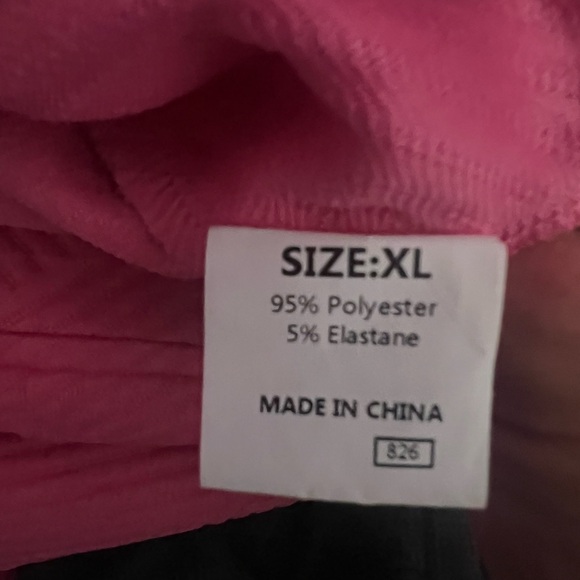 SIZE:XL
95% Polyester
5% Elastane
MADE IN CHINA
826